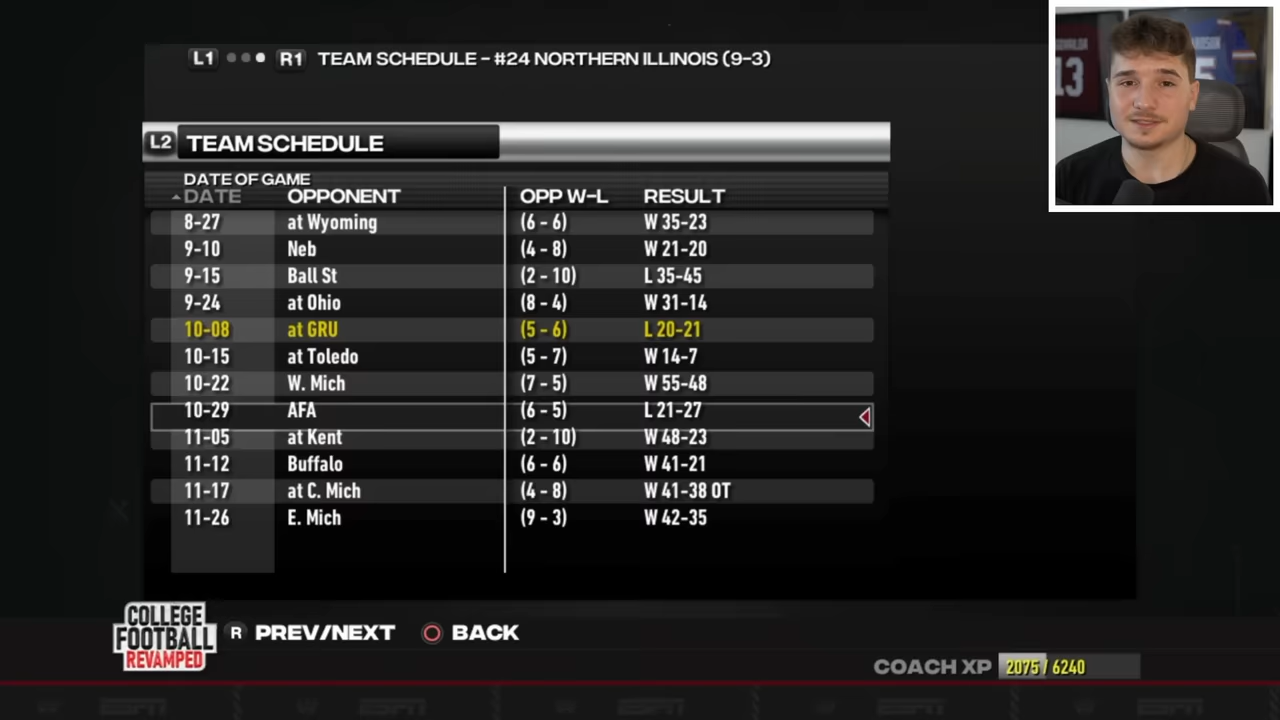 L1 R1 TEAM SCHEDULE - #24 NORTHERN ILLINOIS (9-3)
L2 TEAM SCHEDULE
DATE OF GAME
DATE OPPONENT OPP W-L RESULT
8-27 at Wyoming (6 - 6) W 35-23
9-10 Neb (4 - 8) W 21-20
9-15 Ball St (2 - 10) L 35-45
9-24 at Ohio (8 - 4) W 31-14
10-08 at GRU (5 - 6) L 20-21
10-15 at Toledo (5 - 7) W 14-7
10-22 W. Mich (7 - 5) W 55-48
10-29 AFA (6 - 5) L 21-27
11-05 at Kent (2 - 10) W 48-23
11-12 Buffalo (6 - 6) W 41-21
11-17 at C. Mich (4 - 8) W 41-38 OT
11-26 E. Mich (9 - 3) W 42-35
COLLEGE
FOOTBALL
REVAMPED
R PREV/NEXT BACK
COACH XP 2075 / 6240
13
5